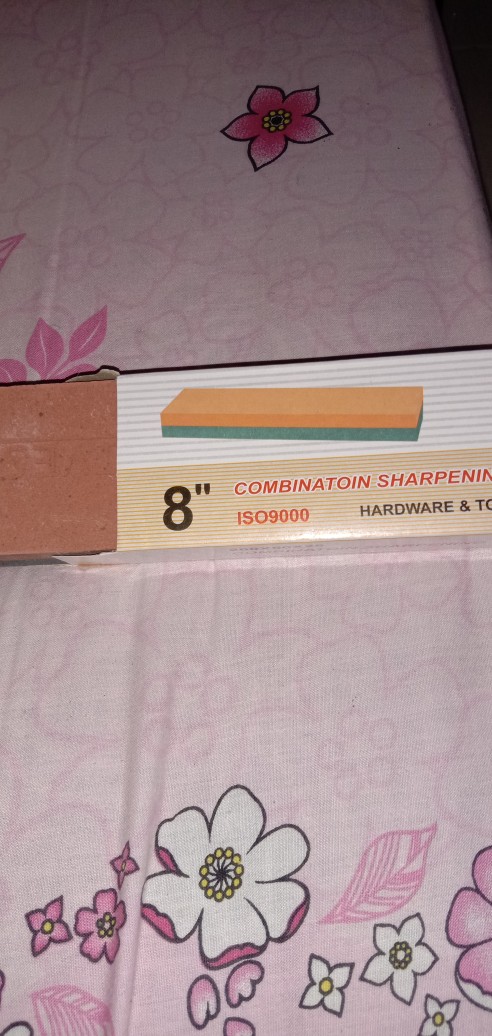 8" COMBINATOIN SHARPENIN
ISO9000 HARDWARE & TO